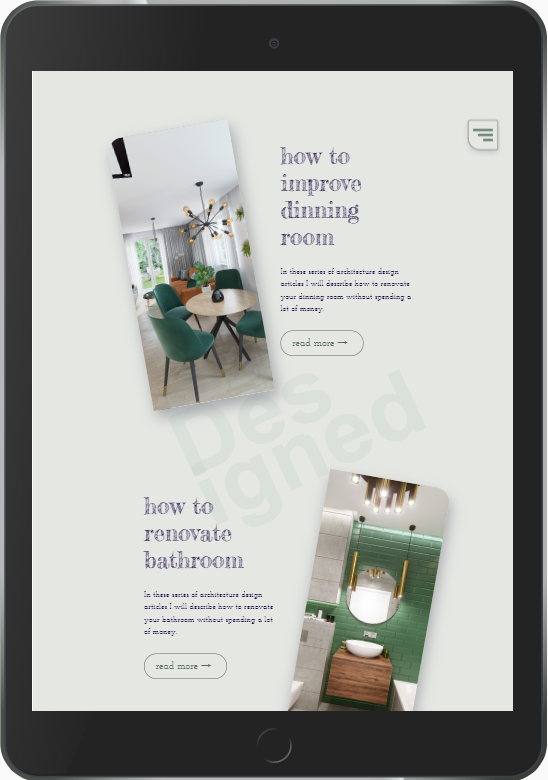 how to
improve
dinning
room
In these series of architecture design
articles I will describe how to renovate
your dinning room without spending a
lot of money.
read more →
Des
igned
how to
renovate
bathroom
In these series of architecture design
articles I will describe how to renovate
your bathroom without spending a lot
of money.
read more →